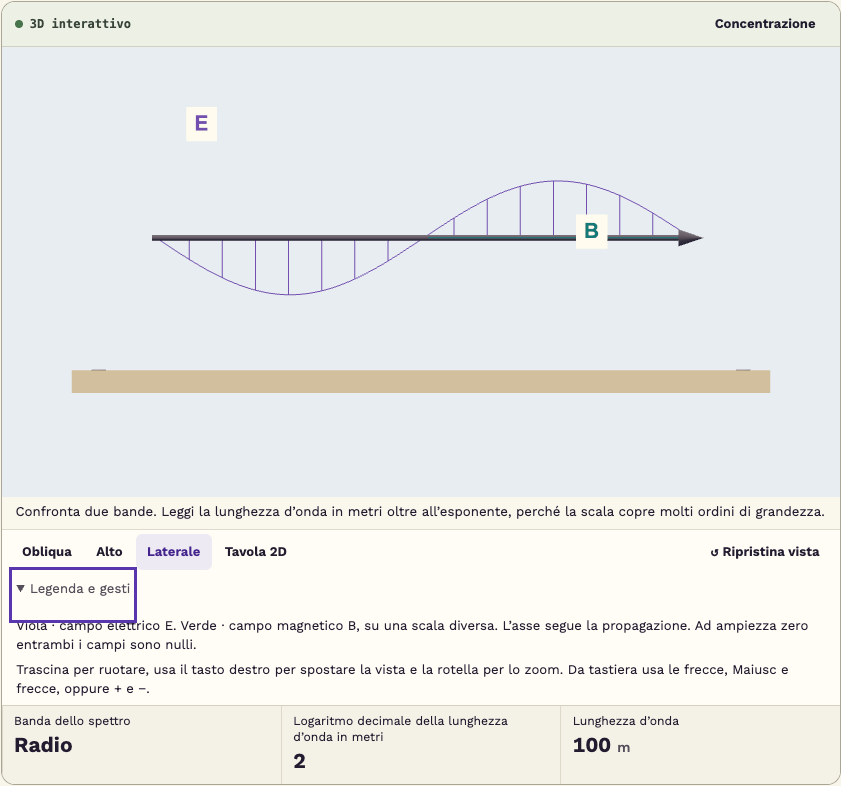 3D interattivo
Concentrazione
E
B
Confronta due bande. Leggi la lunghezza d’onda in metri oltre all’esponente, perché la scala copre molti ordini di grandezza.
Obliqua Alto Laterale Tavola 2D ↺ Ripristina vista
▼ Legenda e gesti
Viola · campo elettrico E. Verde · campo magnetico B, su una scala diversa. L’asse segue la propagazione. Ad ampiezza zero
entrambi i campi sono nulli.
Trascina per ruotare, usa il tasto destro per spostare la vista e la rotella per lo zoom. Da tastiera usa le frecce, Maiusc e
frecce, oppure + e −.
Banda dello spettro
Radio
Logaritmo decimale della lunghezza
d’onda in metri
2
Lunghezza d’onda
100 m